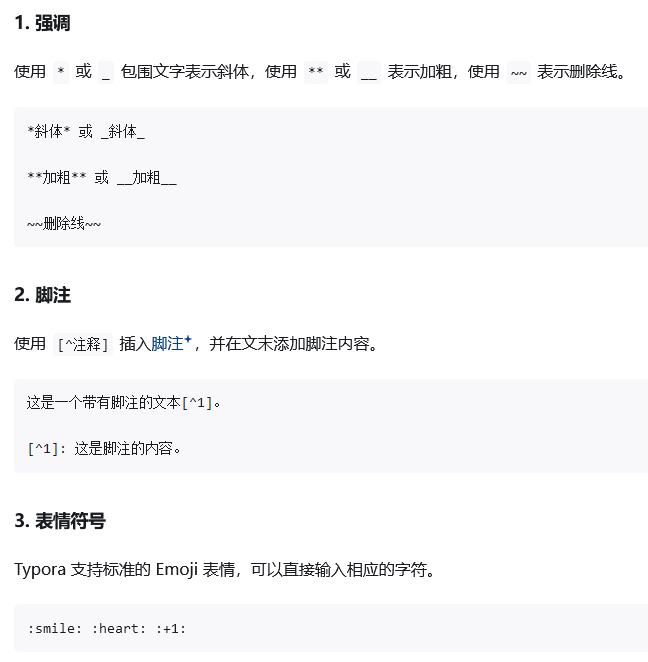 1. 强调
使用 * 或 _ 包围文字表示斜体，使用 ** 或 __ 表示加粗，使用 ~~ 表示删除线。
*斜体* 或 _斜体_
**加粗** 或 __加粗__
~~删除线~~
2. 脚注
使用 [^注释] 插入脚注，并在文末添加脚注内容。
这是一个带有脚注的文本[^1]。
[^1]: 这是脚注的内容。
3. 表情符号
Typora 支持标准的 Emoji 表情，可以直接输入相应的字符。
:smile: :heart: :+1: